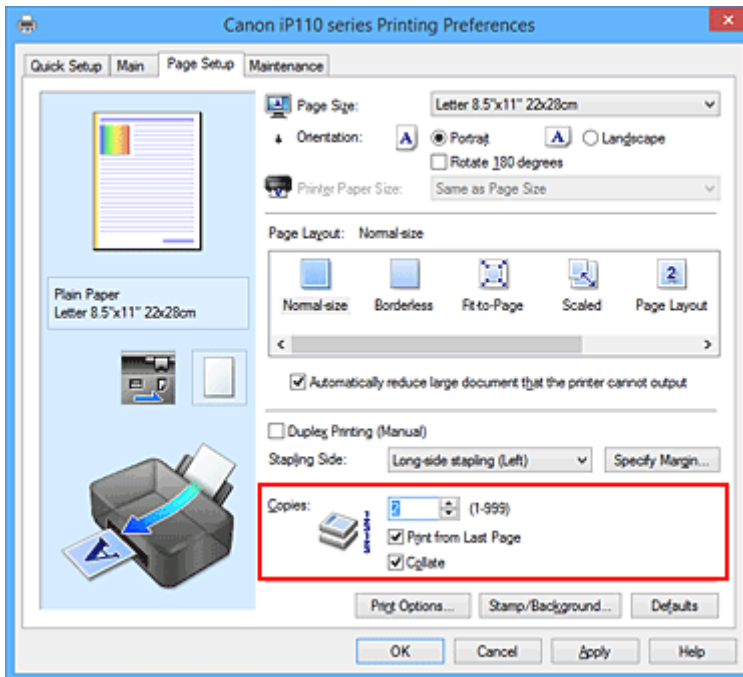 Canon iP110 series Printing Preferences
Quick Setup Main Page Setup Maintenance
Page Size: Letter 8.5"x11" 22x28cm
Orientation: A Portrait A Landscape
Rotate 180 degrees
Printer Paper Size: Same as Page Size
Page Layout: Normal-size
2
Normal-size Borderless Fit-to-Page Scaled Page Layout
Plain Paper
Letter 8.5"x11" 22x28cm
Automatically reduce large document that the printer cannot output
Duplex Printing (Manual)
Stapling Side: Long-side stapling (Left) Specify Margin...
Copies: 2 (1-999)
Print from Last Page
Collate
A
Print Options... Stamp/Background... Defaults
OK Cancel Apply Help